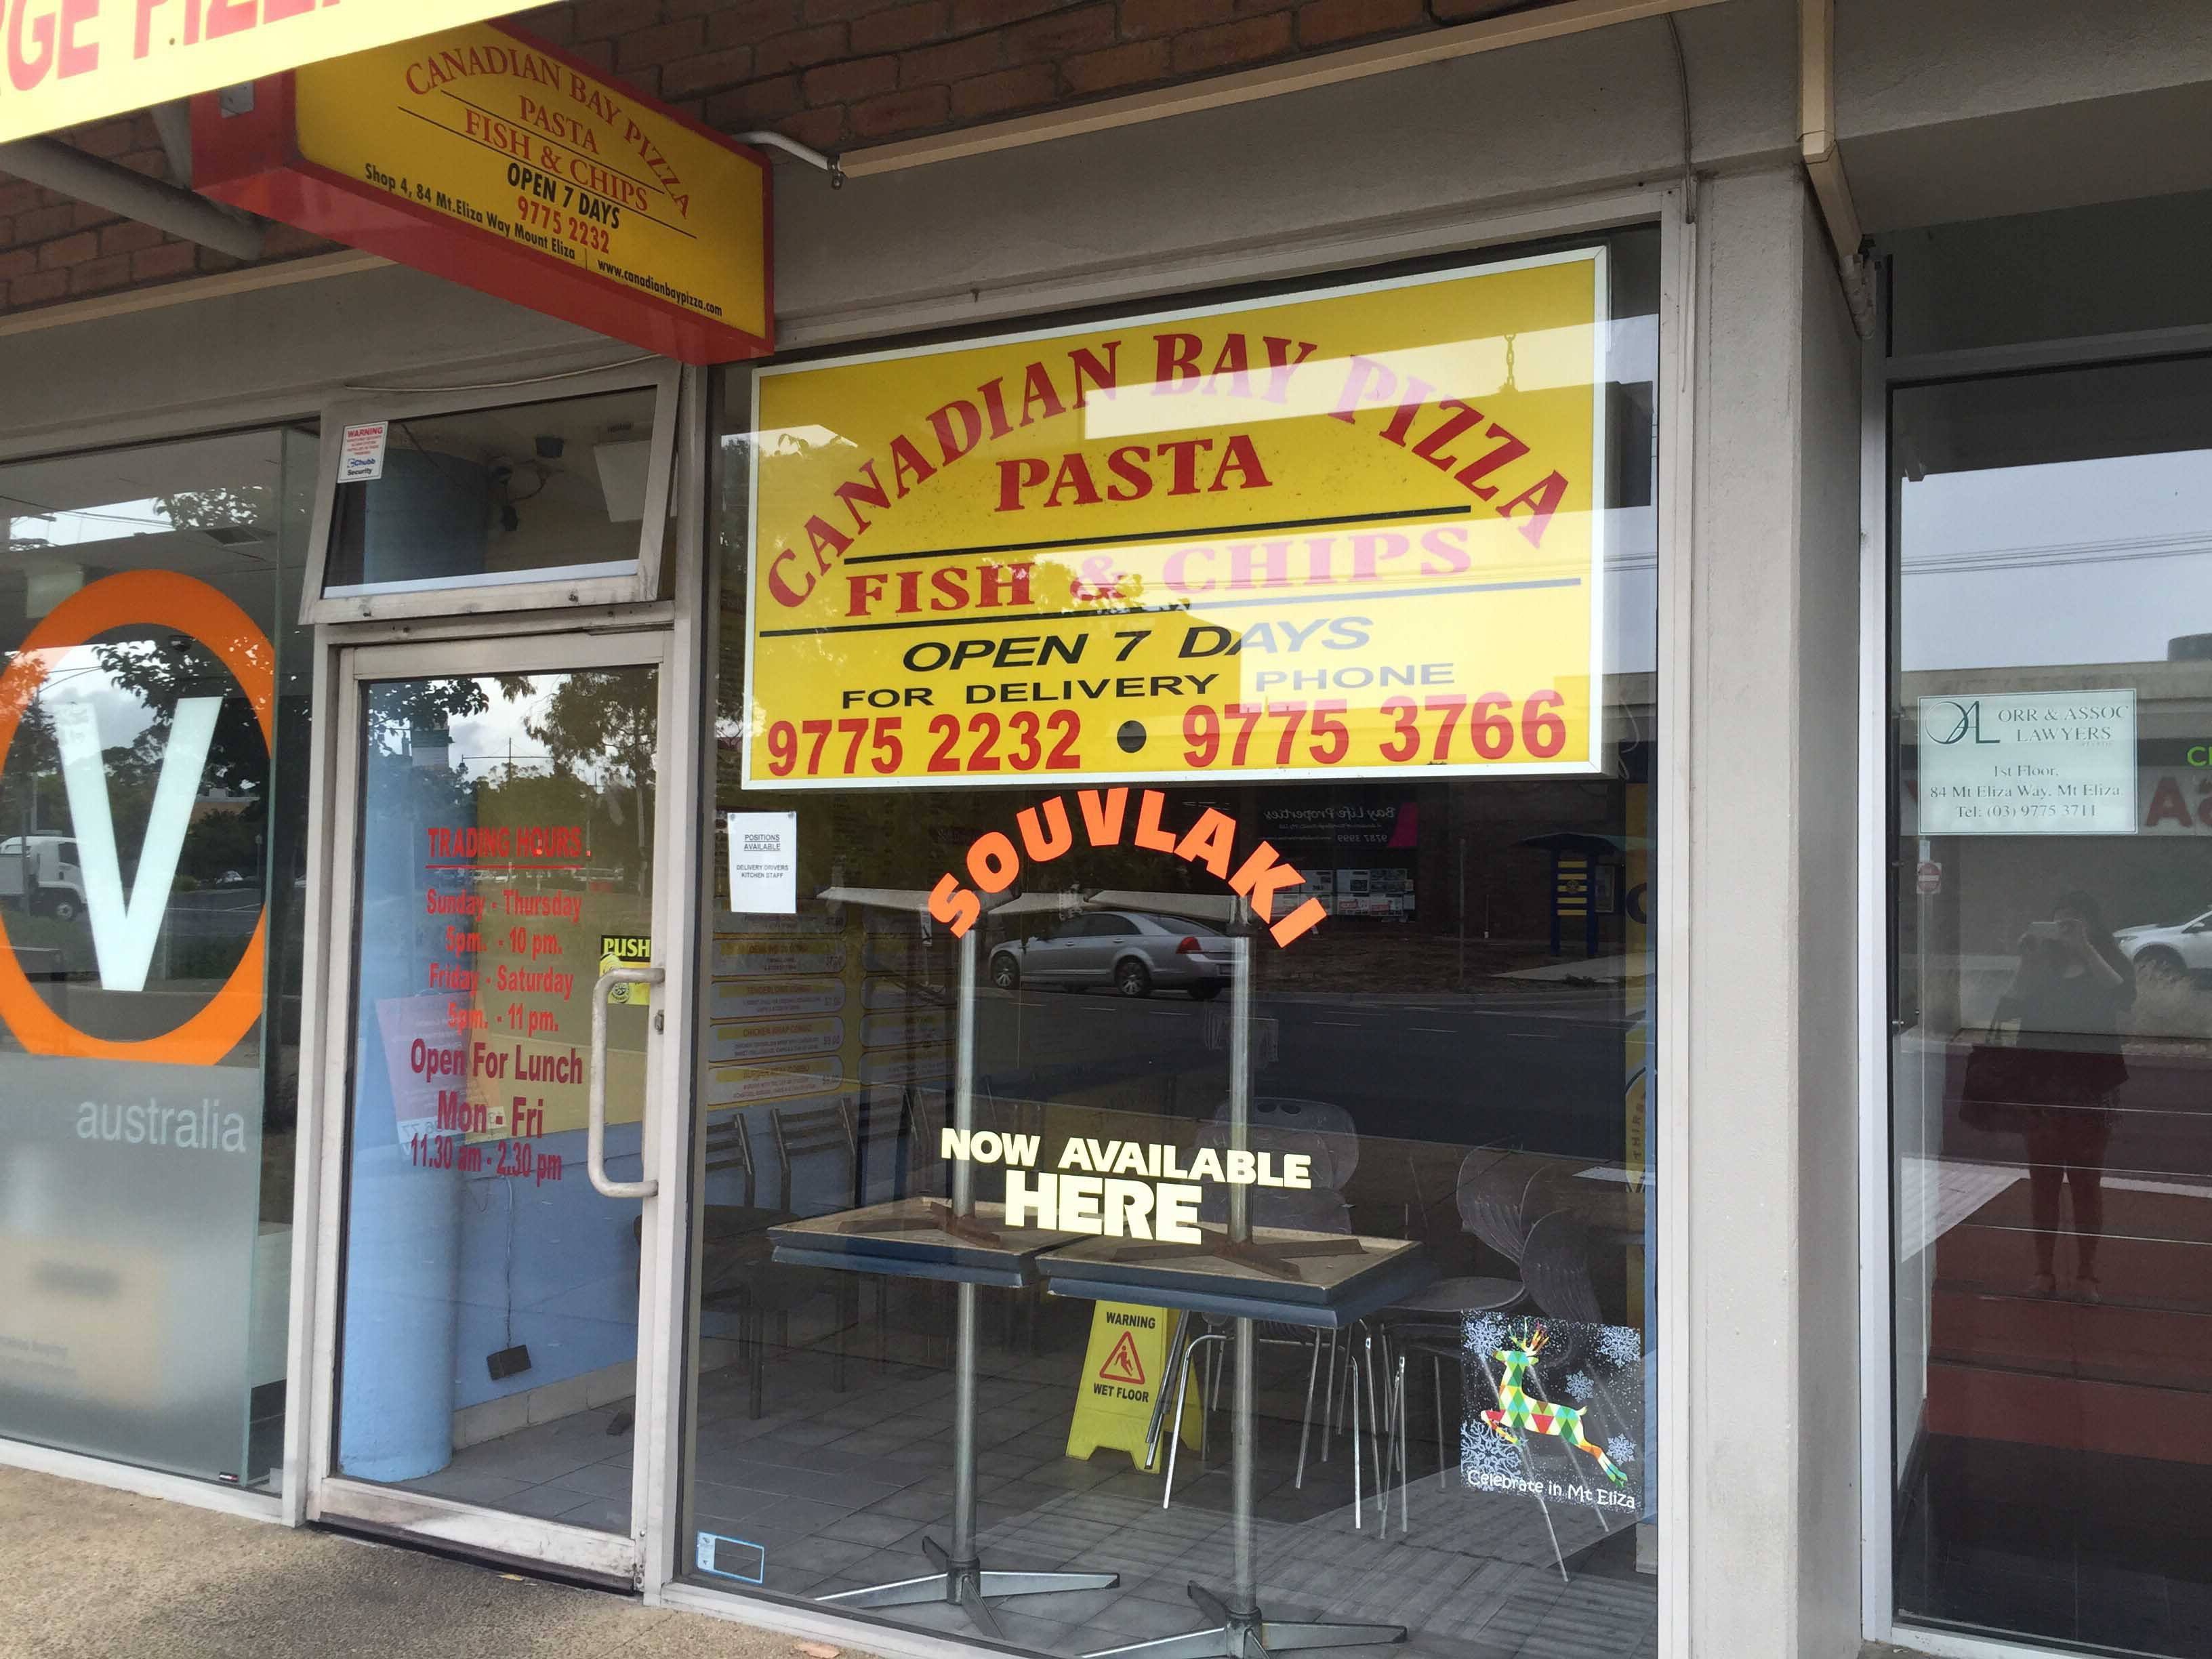 CANADIAN BAY PIZZA
PASTA
FISH & CHIPS
OPEN 7 DAYS
9775 2232
Shop 4, 84 Mt.Eliza Way Mount Eliza
www.canadianbaypizza.com
WARNING
Chubb
Security
CANADIAN BAY PIZZA
PASTA
FISH & CHIPS
OPEN 7 DAYS
FOR DELIVERY PHONE
9775 2232 • 9775 3766
V
australia
TRADING HOURS.
Sunday - Thursday
5pm. - 10 pm.
Friday - Saturday
5pm. - 11 pm.
Open For Lunch
Mon - Fri
11.30 am - 2.30 pm
PUSH
POSITIONS
AVAILABLE
DELIVERY DRIVERS
KITCHEN STAFF
SOUVLAKI
NOW AVAILABLE
HERE
WARNING
WET FLOOR
Celebrate in Mt Eliza
OL ORR & ASSOC
LAWYERS
1st Floor,
84 Mt Eliza Way, Mt Eliza
Tel: (03) 9775 3711